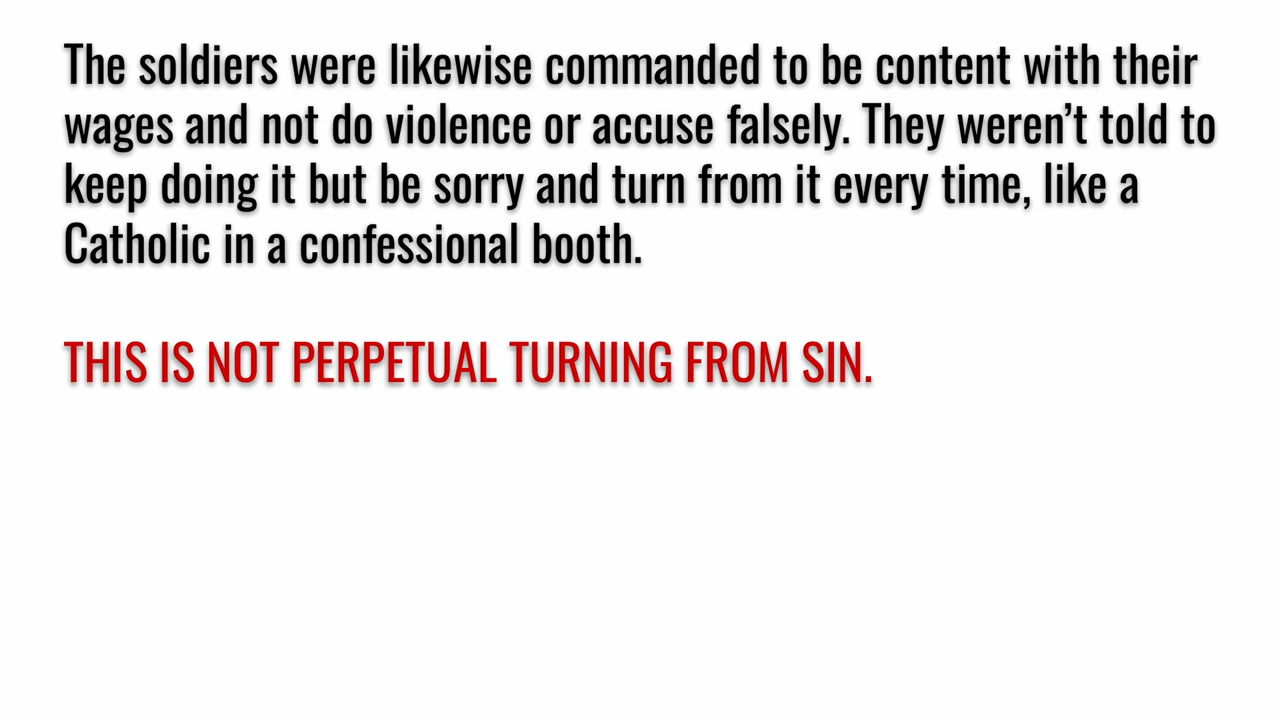 The soldiers were likewise commanded to be content with their
wages and not do violence or accuse falsely. They weren’t told to
keep doing it but be sorry and turn from it every time, like a
Catholic in a confessional booth.
THIS IS NOT PERPETUAL TURNING FROM SIN.